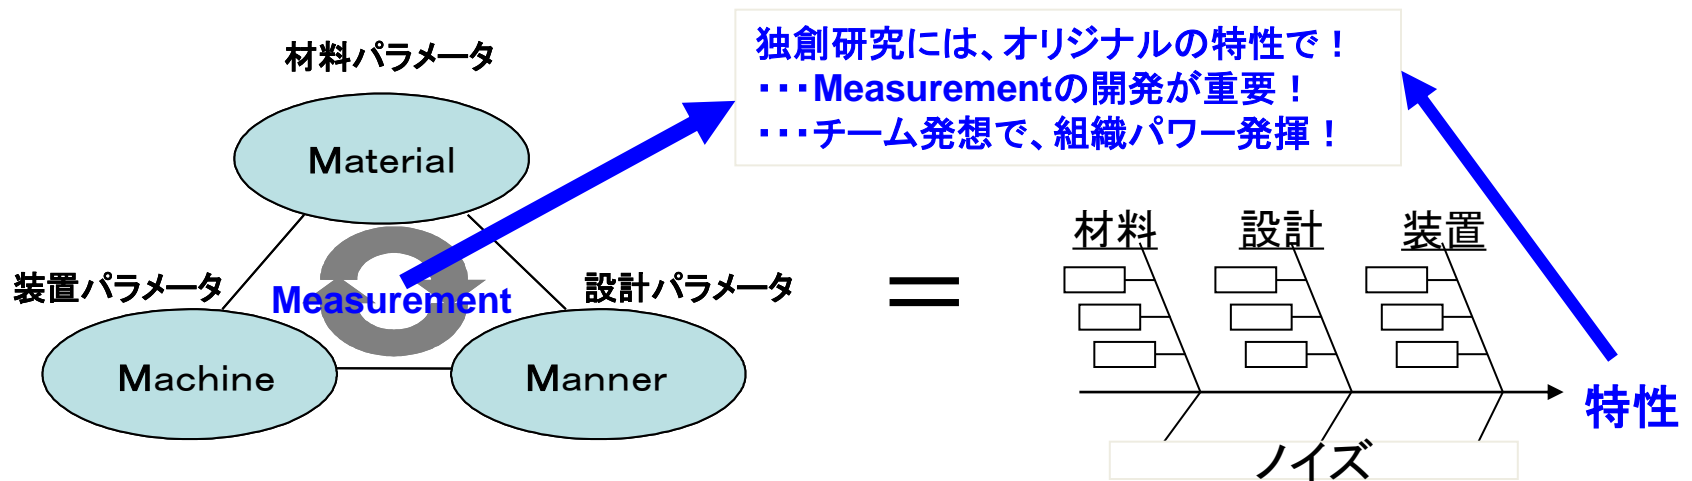 材料パラメータ
Material
装置パラメータ
Measurement
設計パラメータ
Machine
Manner
独創研究には、オリジナルの特性で！
・・・Measurementの開発が重要！
・・・チーム発想で、組織パワー発揮！
＝
材料
設計
装置
特性
ノイズ